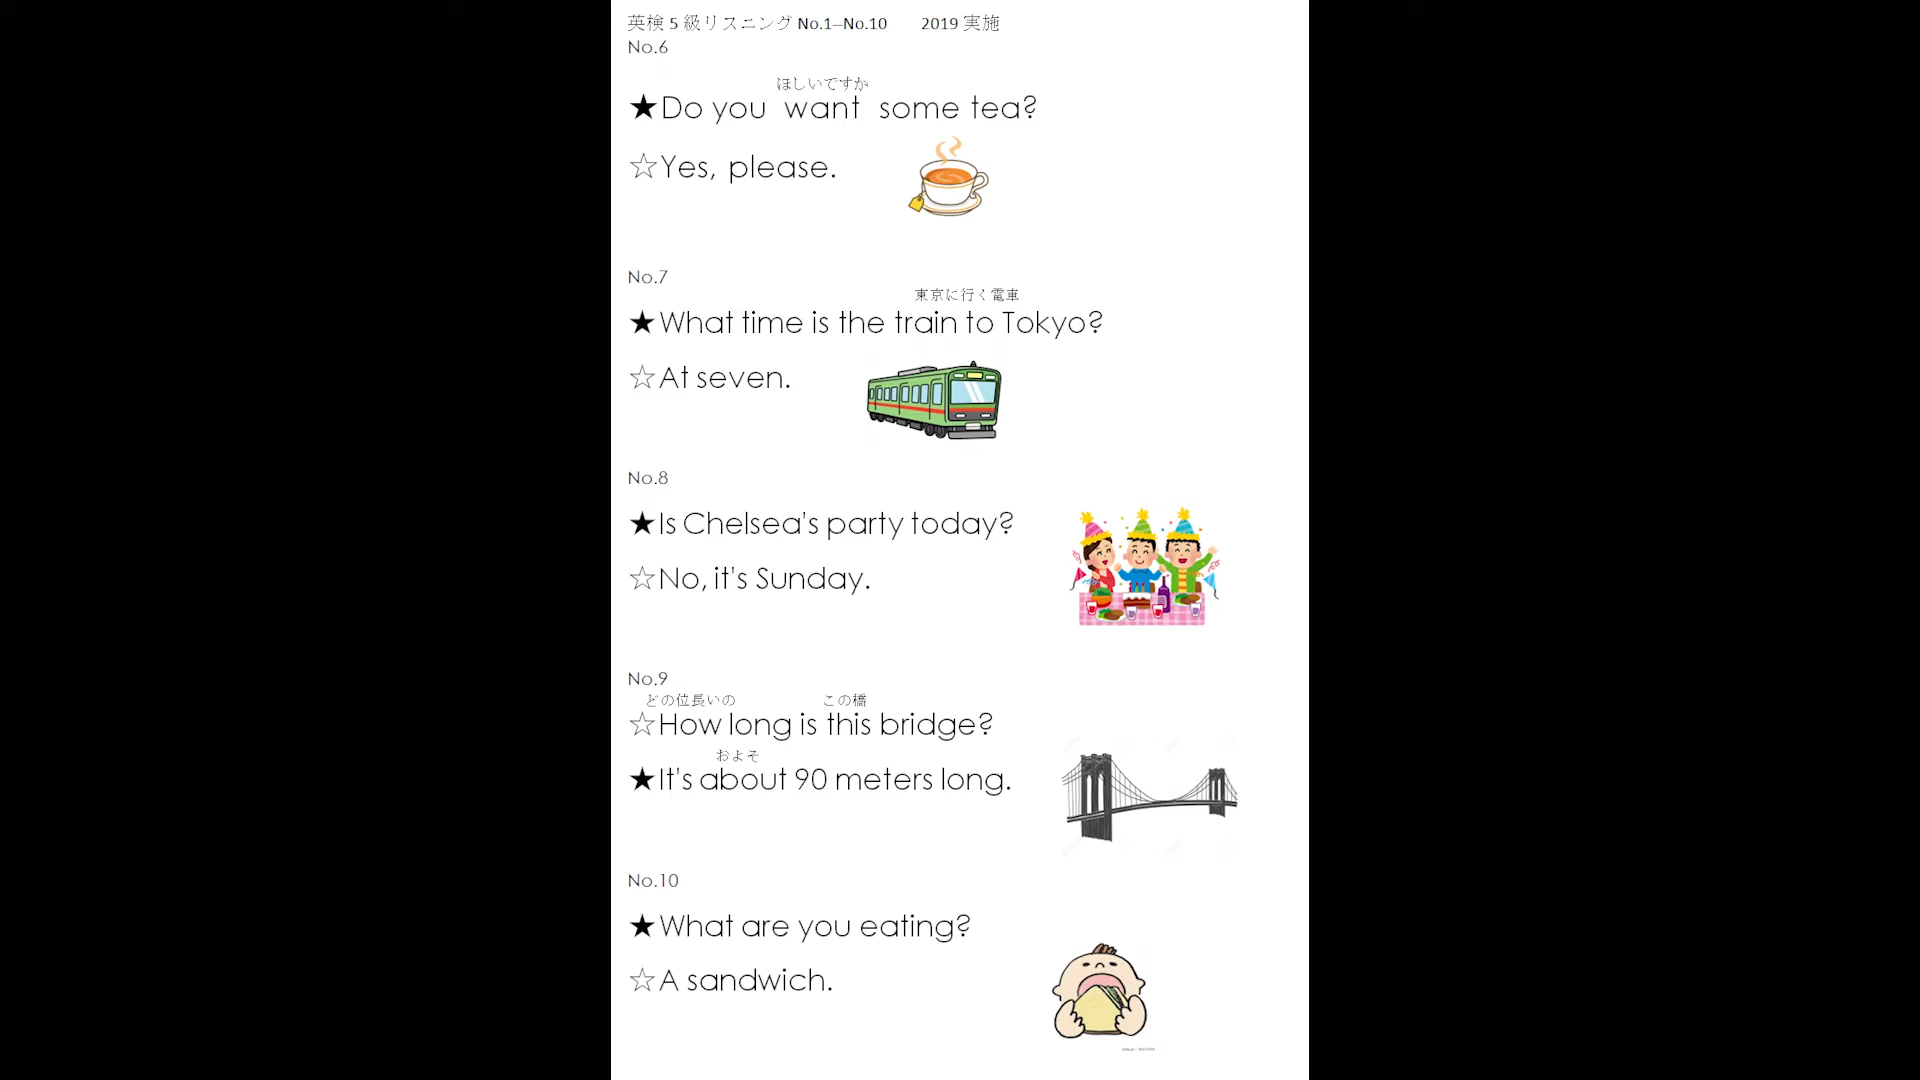 英検5級リスニング No.1--No.10 2019実施
No.6
ほしいですか
★Do you want some tea?
☆Yes, please.
No.7
東京に行く電車
★What time is the train to Tokyo?
☆At seven.
No.8
★Is Chelsea's party today?
☆No, it's Sunday.
No.9
どの位長いの この橋
☆How long is this bridge?
およそ
★It's about 90 meters long.
No.10
★What are you eating?
☆A sandwich.